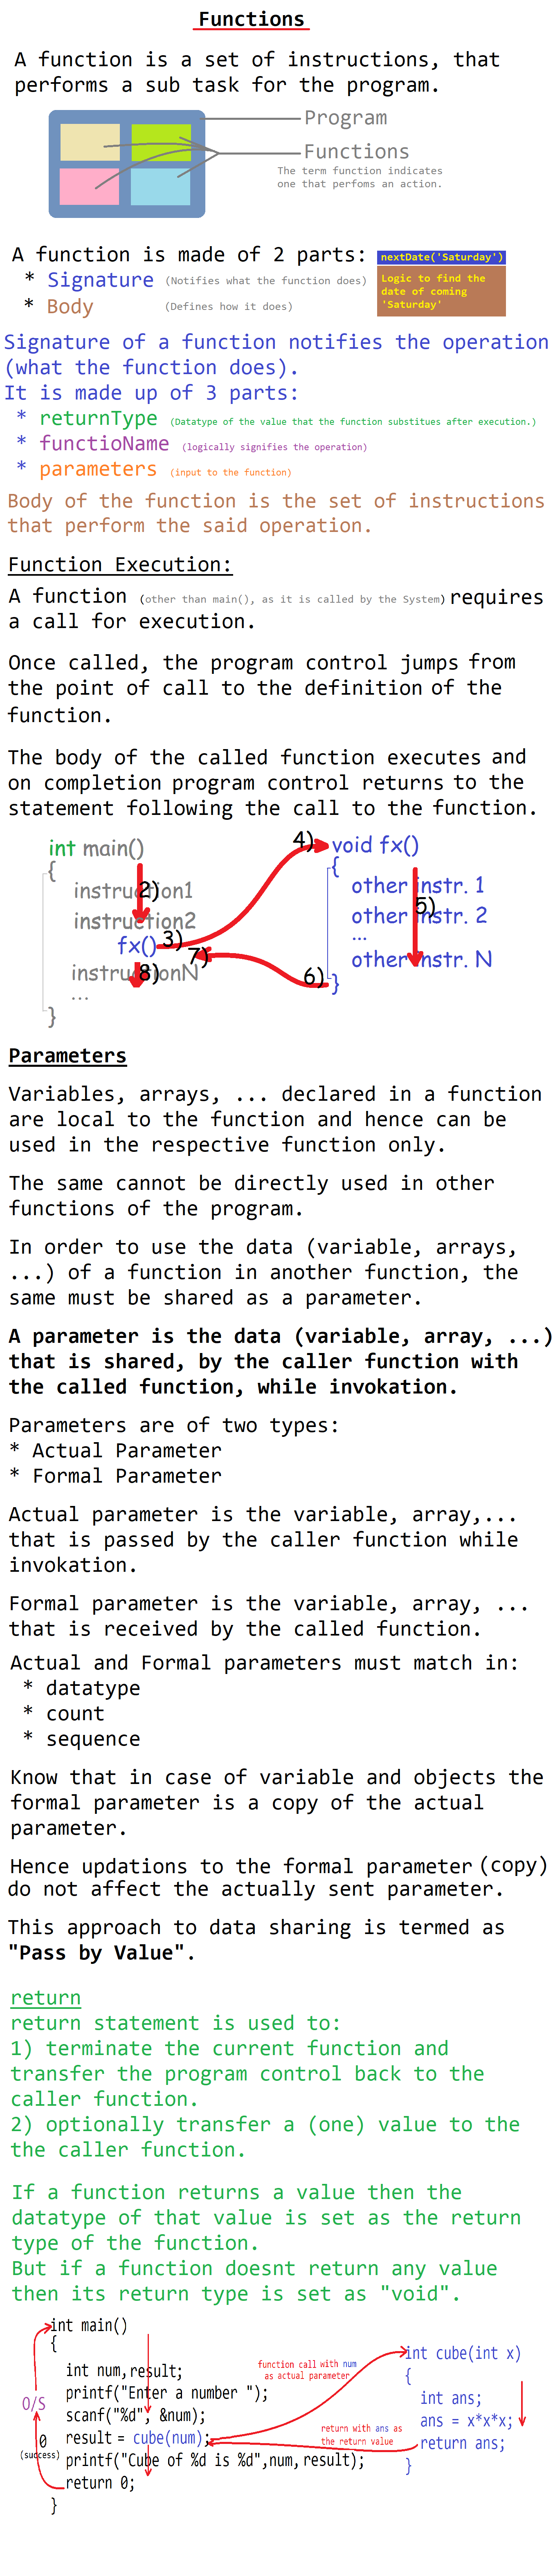 Functions
A function is a set of instructions, that
performs a sub task for the program.
Program
Functions
The term function indicates
one that perfoms an action.
A function is made of 2 parts:
* Signature (Notifies what the function does)
* Body (Defines how it does)
nextDate('Saturday')
Logic to find the
date of coming
'Saturday'
Signature of a function notifies the operation
(what the function does).
It is made up of 3 parts:
* returnType (Datatype of the value that the function substitues after execution.)
* functioName (logically signifies the operation)
* parameters (input to the function)
Body of the function is the set of instructions
that perform the said operation.
Function Execution:
A function (other than main(), as it is called by the System) requires
a call for execution.
Once called, the program control jumps from
the point of call to the definition of the
function.
The body of the called function executes and
on completion program control returns to the
statement following the call to the function.
int main()
{
instruction1
2)
instruction2
fx() 3)
7)
instructionN
8)
...
}
4) void fx()
{
other instr. 1
other instr. 2
5)
...
other instr. N
6) }
Parameters
Variables, arrays, ... declared in a function
are local to the function and hence can be
used in the respective function only.
The same cannot be directly used in other
functions of the program.
In order to use the data (variable, arrays,
...) of a function in another function, the
same must be shared as a parameter.
A parameter is the data (variable, array, ...)
that is shared, by the caller function with
the called function, while invokation.
Parameters are of two types:
* Actual Parameter
* Formal Parameter
Actual parameter is the variable, array,...
that is passed by the caller function while
invokation.
Formal parameter is the variable, array, ...
that is received by the called function.
Actual and Formal parameters must match in:
* datatype
* count
* sequence
Know that in case of variable and objects the
formal parameter is a copy of the actual
parameter.
Hence updations to the formal parameter (copy)
do not affect the actually sent parameter.
This approach to data sharing is termed as
"Pass by Value".
return
return statement is used to:
1) terminate the current function and
transfer the program control back to the
caller function.
2) optionally transfer a (one) value to the
the caller function.
If a function returns a value then the
datatype of that value is set as the return
type of the function.
But if a function doesnt return any value
then its return type is set as "void".
int main()
{
int num,result;
printf("Enter a number ");
scanf("%d", &num);
result = cube(num);
printf("Cube of %d is %d",num, result);
return 0;
}
O/S
0
(success)
function call with num
as actual parameter
return with ans as
the return value
int cube(int x)
{
int ans;
ans = x*x*x;
return ans;
}